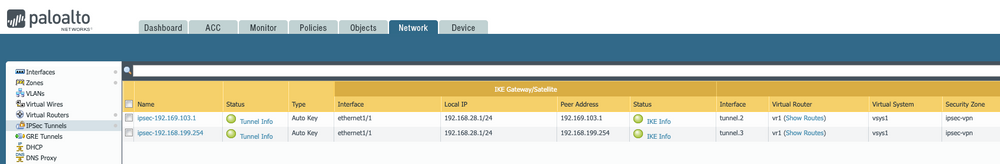 paloalto
NETWORKS
Dashboard ACC Monitor Policies Objects Network Device
Interfaces
Zones
VLANs
Virtual Wires
Virtual Routers
IPSec Tunnels
GRE Tunnels
DHCP
DNS Proxy
IKE Gateway/Satellite
Name Status Type Interface Local IP Peer Address Status Interface Virtual Router Virtual System Security Zone
ipsec-192.169.103.1 Tunnel Info Auto Key ethernet1/1 192.168.28.1/24 192.169.103.1 IKE Info tunnel.2 vr1 (Show Routes) vsys1 ipsec-vpn
ipsec-192.168.199.254 Tunnel Info Auto Key ethernet1/1 192.168.28.1/24 192.168.199.254 IKE Info tunnel.3 vr1 (Show Routes) vsys1 ipsec-vpn